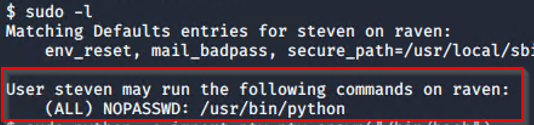 $ sudo -l
Matching Defaults entries for steven on raven:
env_reset, mail_badpass, secure_path=/usr/local/sbi
User steven may run the following commands on raven:
(ALL) NOPASSWD: /usr/bin/python